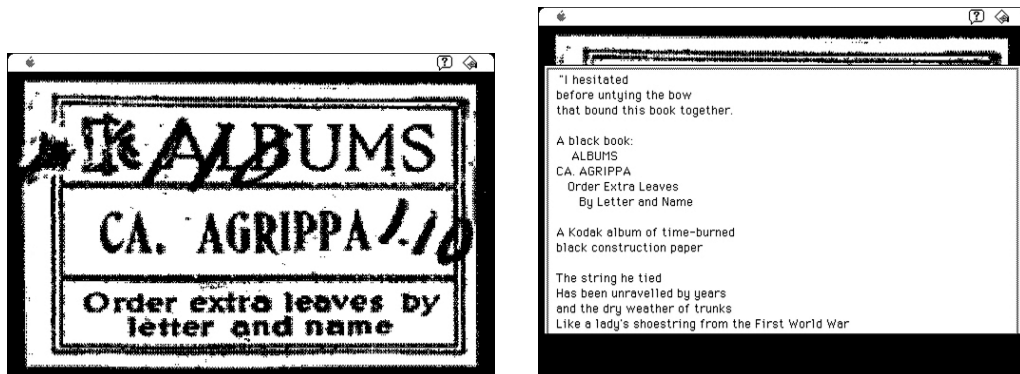 ALBUMS
CA. AGRIPPA
Order extra leaves by
letter and name
"I hesitated
before untying the bow
that bound this book together.
A black book:
ALBUMS
CA. AGRIPPA
Order Extra Leaves
By Letter and Name
A Kodak album of time-burned
black construction paper
The string he tied
Has been unravelled by years
and the dry weather of trunks
Like a lady's shoestring from the First World War